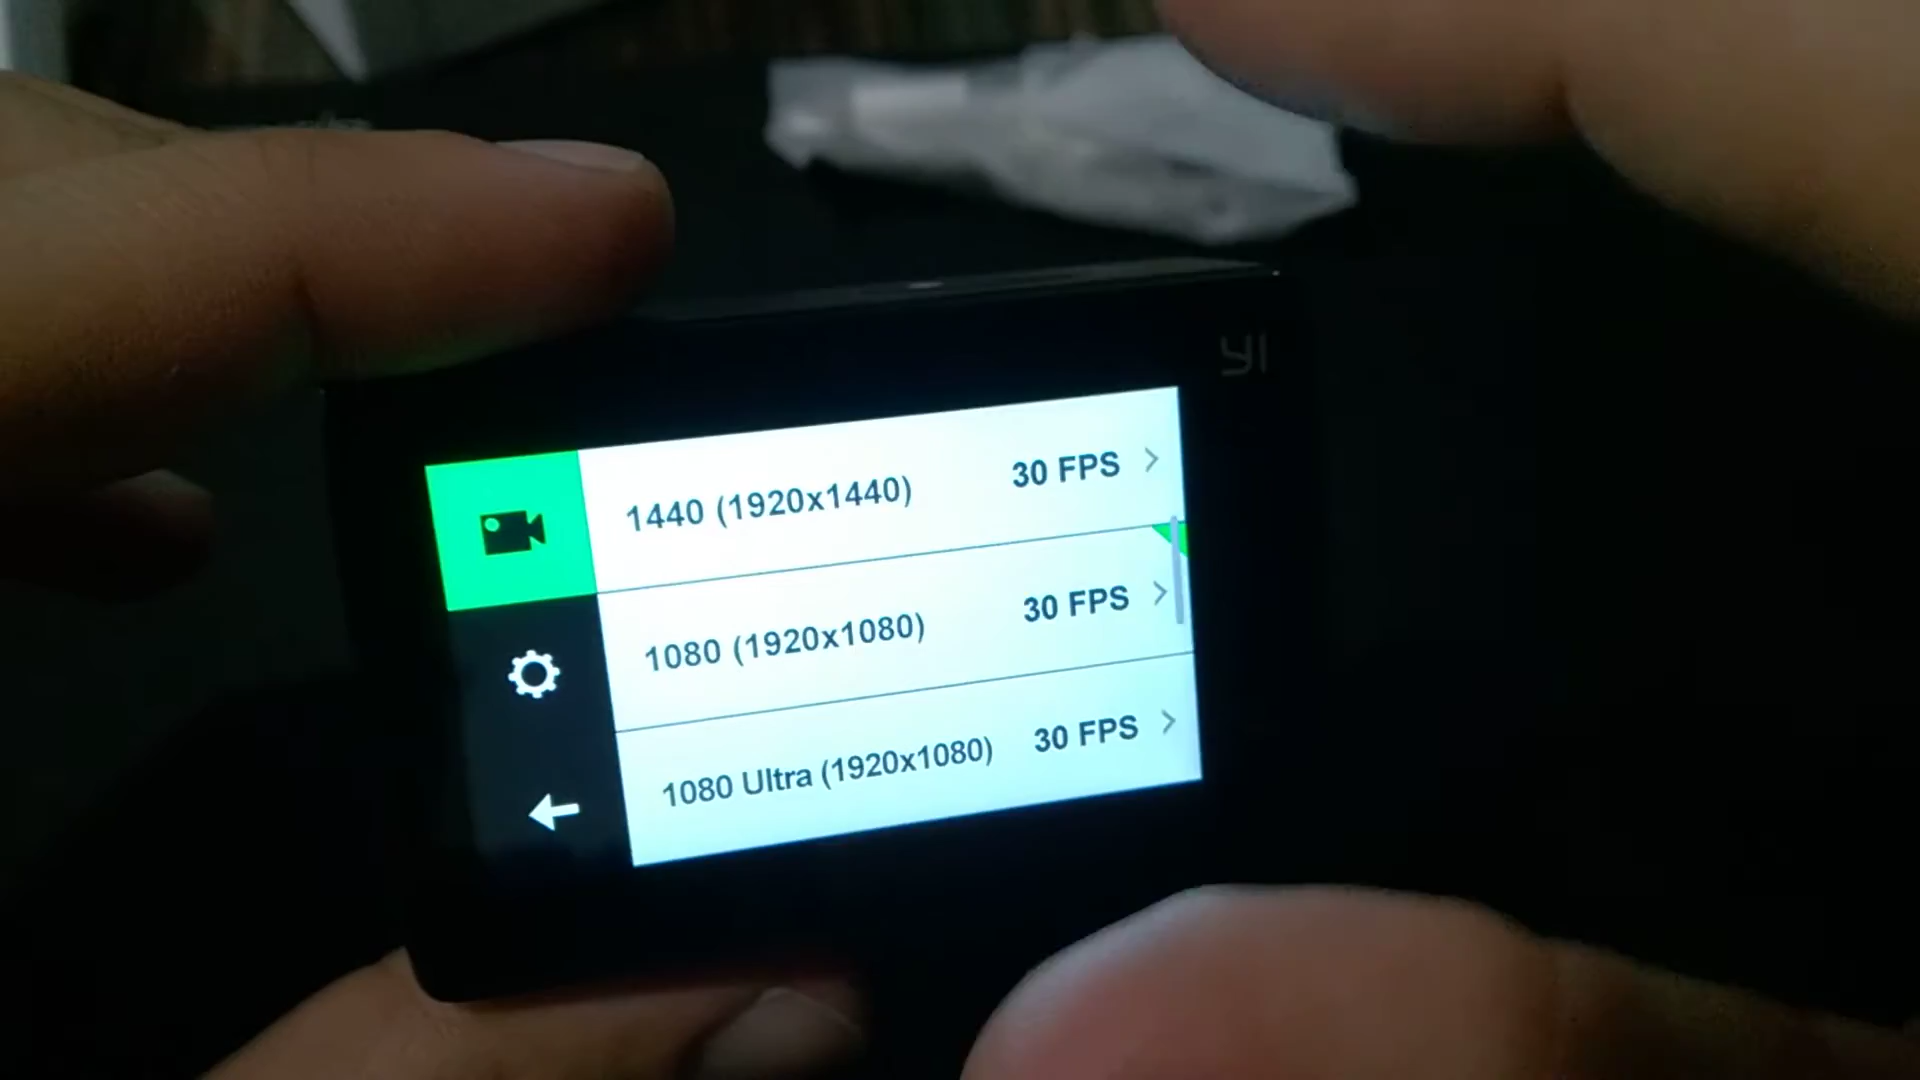 YI
1440 (1920x1440) 30 FPS
1080 (1920x1080) 30 FPS
1080 Ultra (1920x1080) 30 FPS